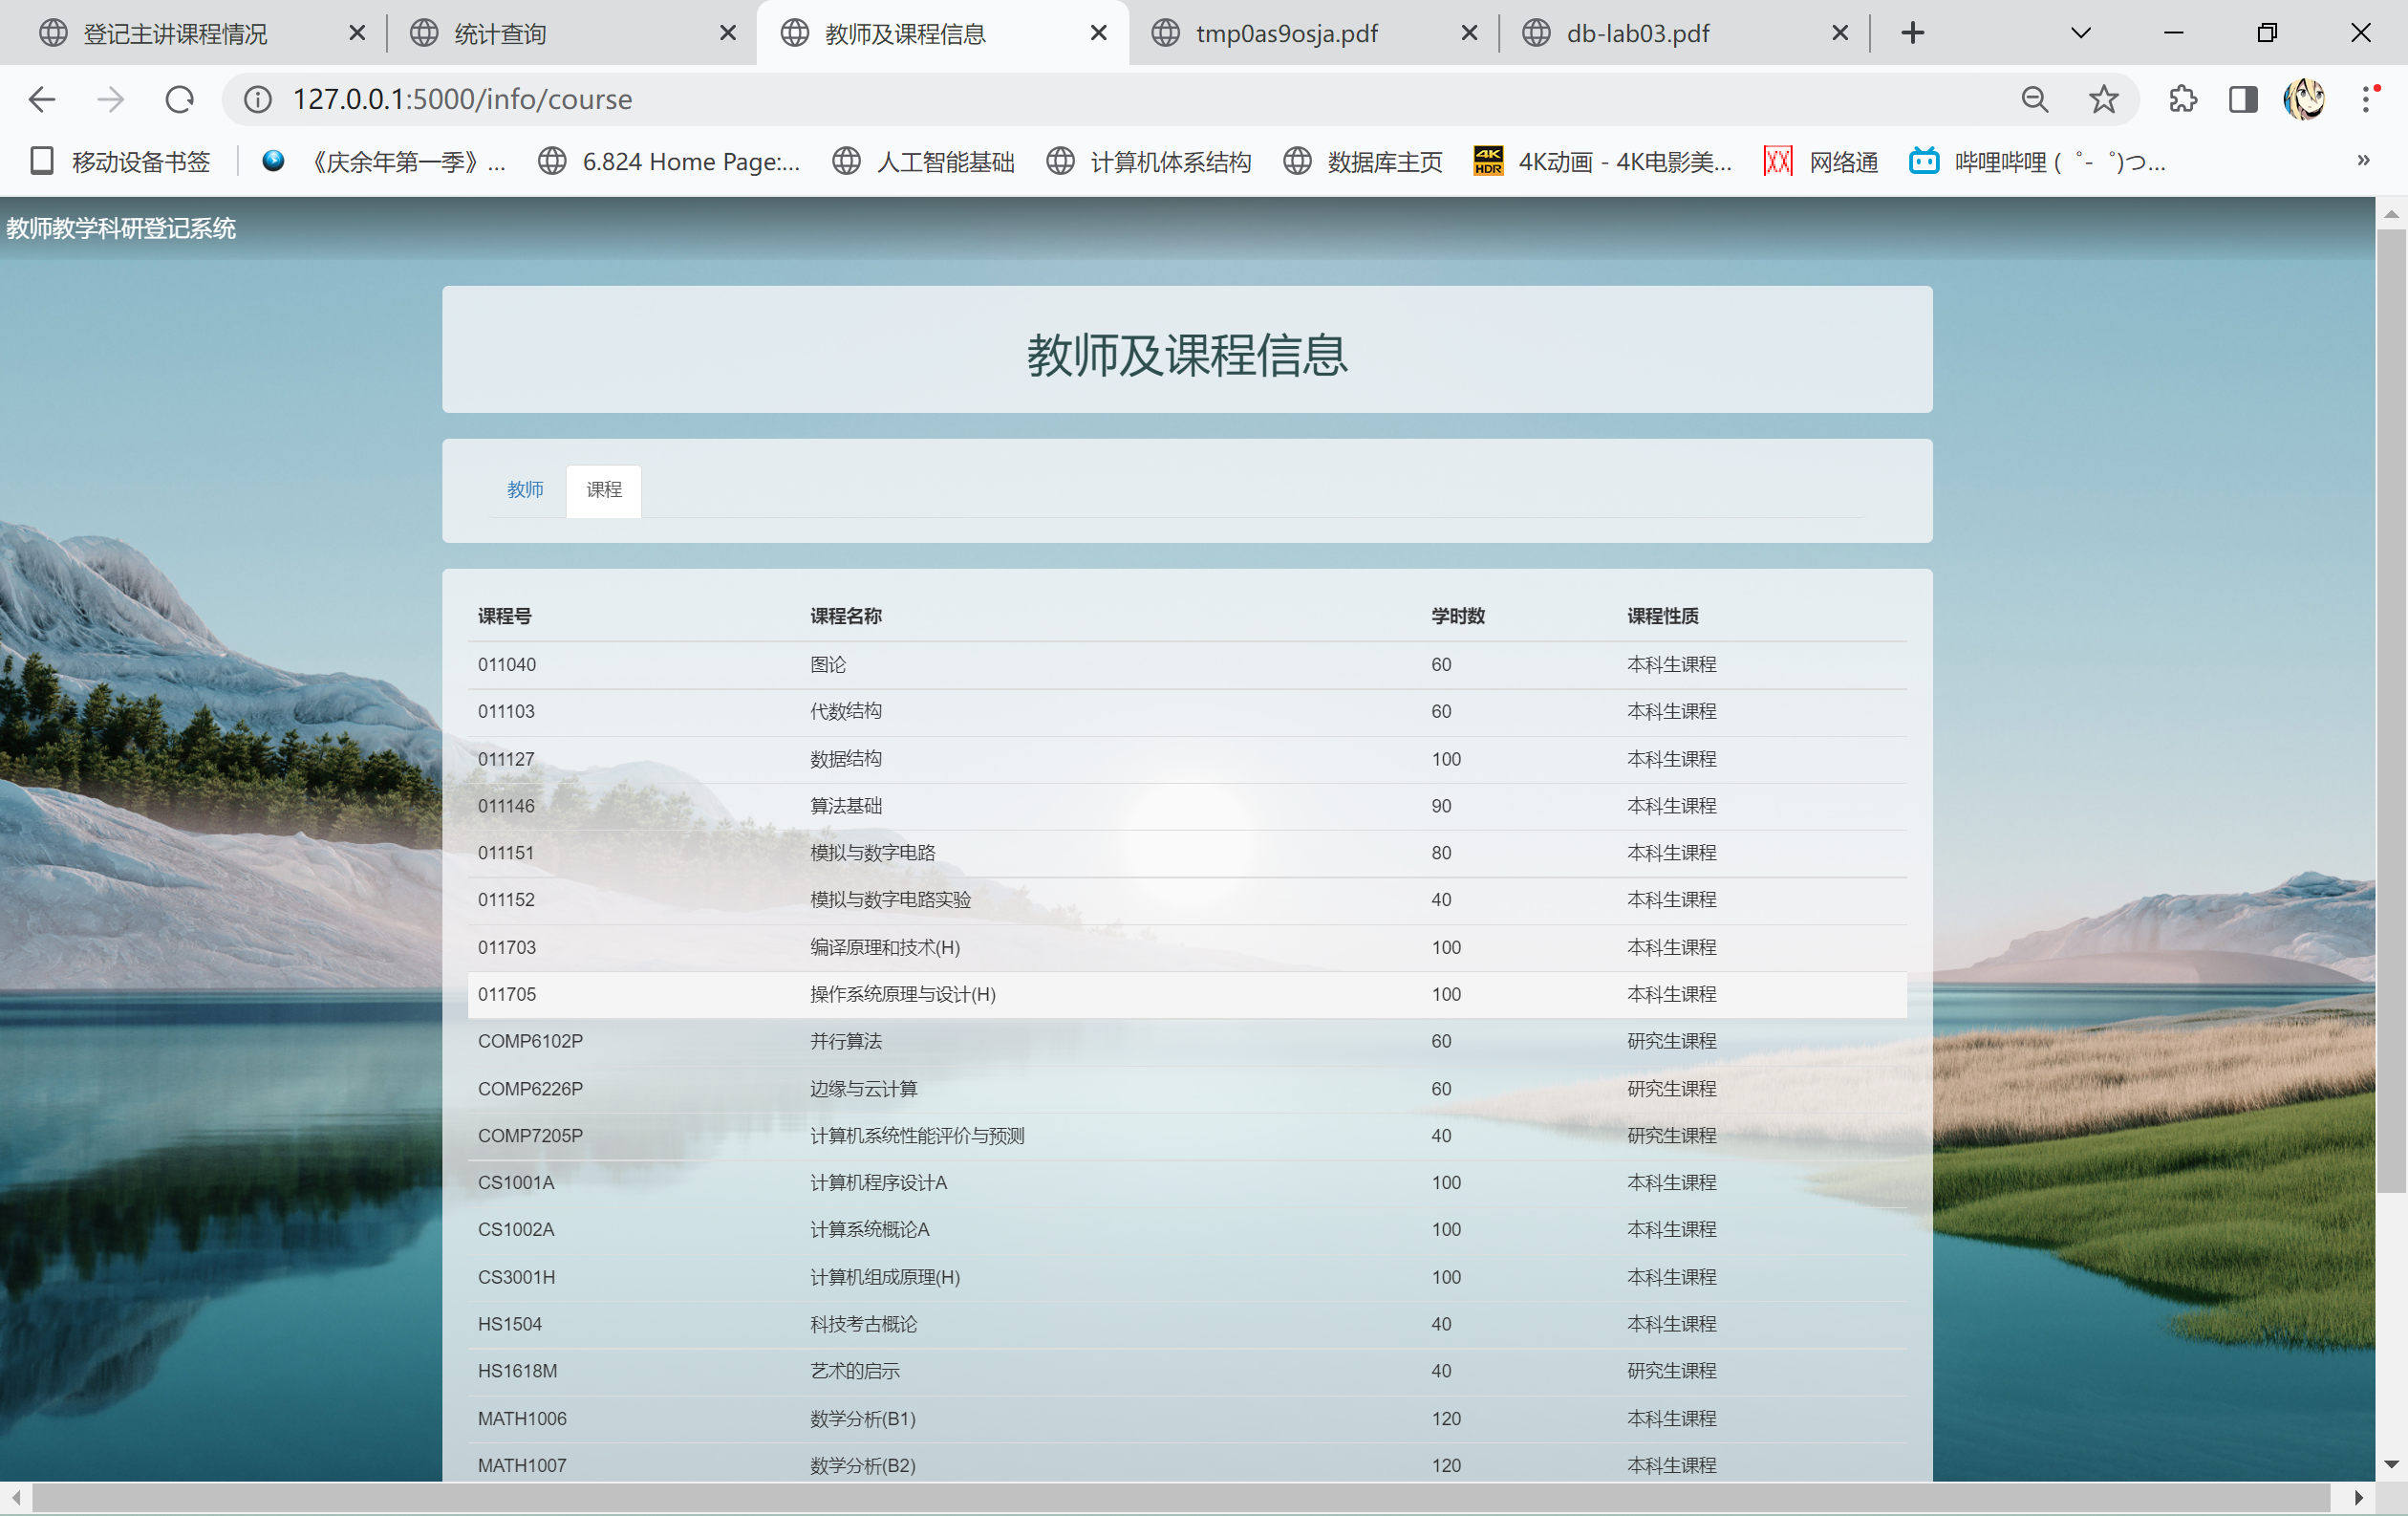 登记主讲课程情况 统计查询 教师及课程信息 tmp0as9osja.pdf db-lab03.pdf
127.0.0.1:5000/info/course
移动设备书签 《庆余年第一季》... 6.824 Home Page:... 人工智能基础 计算机体系结构 数据库主页 4K HDR 4K动画 - 4K电影美... 网络通 哔哩哔哩 ( ゜- ゜)つ... »
教师教学科研登记系统
教师及课程信息
教师 课程
课程号 课程名称 学时数 课程性质
011040 图论 60 本科生课程
011103 代数结构 60 本科生课程
011127 数据结构 100 本科生课程
011146 算法基础 90 本科生课程
011151 模拟与数字电路 80 本科生课程
011152 模拟与数字电路实验 40 本科生课程
011703 编译原理和技术(H) 100 本科生课程
011705 操作系统原理与设计(H) 100 本科生课程
COMP6102P 并行算法 60 研究生课程
COMP6226P 边缘与云计算 60 研究生课程
COMP7205P 计算机系统性能评价与预测 40 研究生课程
CS1001A 计算机程序设计A 100 本科生课程
CS1002A 计算系统概论A 100 本科生课程
CS3001H 计算机组成原理(H) 100 本科生课程
HS1504 科技考古概论 40 本科生课程
HS1618M 艺术的启示 40 研究生课程
MATH1006 数学分析(B1) 120 本科生课程
MATH1007 数学分析(B2) 120 本科生课程